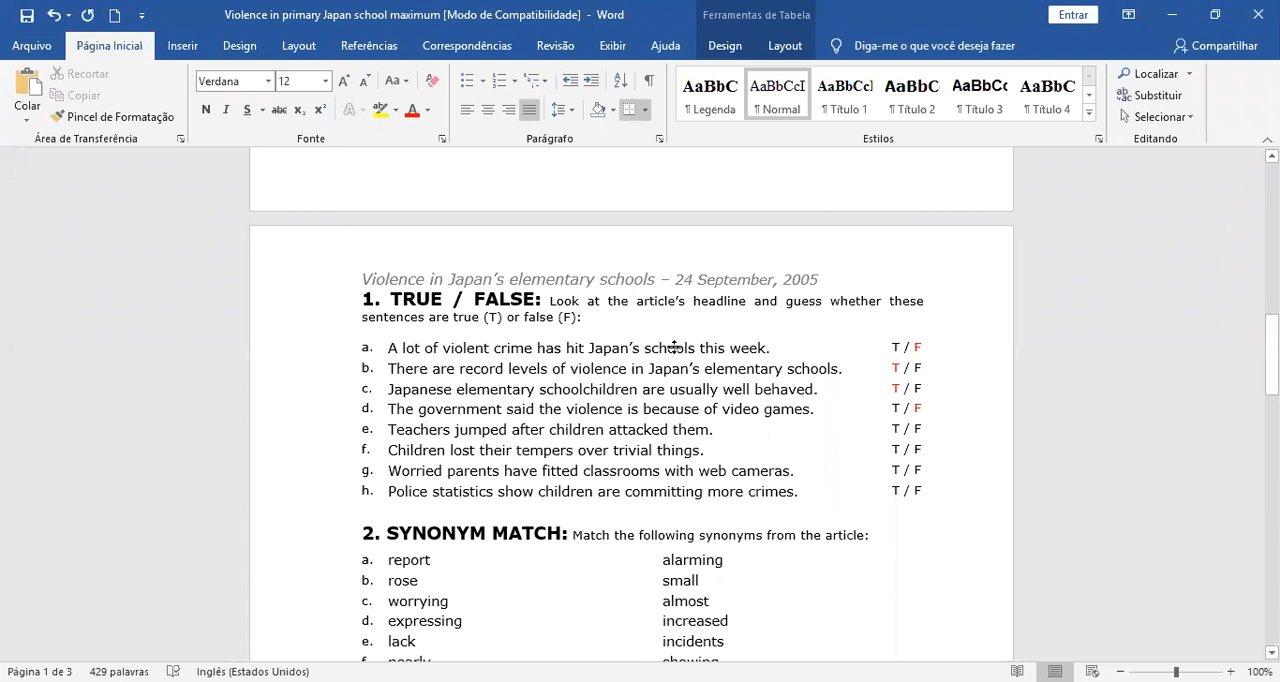 Violence in primary Japan school maximum [Modo de Compatibilidade] - Word
Ferramentas de Tabela
Entrar
Arquivo Página Inicial Inserir Design Layout Referências Correspondências Revisão Exibir Ajuda Design Layout Diga-me o que você deseja fazer Compartilhar
Colar
Recortar
Copiar
Pincel de Formatação
Área de Transferência
Verdana 12
N I S abc x₂ x²
Fonte
Parágrafo
AaBbC AaBbCcI AaBbCcI AaBbC AaBbCc AaBbC
¶ Legenda ¶ Normal ¶ Título 1 ¶ Título 2 ¶ Título 3 ¶ Título 4
Estilos
Localizar
Substituir
Selecionar
Editando
Violence in Japan's elementary schools – 24 September, 2005
1. TRUE / FALSE: Look at the article's headline and guess whether these
sentences are true (T) or false (F):
a. A lot of violent crime has hit Japan's schools this week. T / F
b. There are record levels of violence in Japan's elementary schools. T / F
c. Japanese elementary schoolchildren are usually well behaved. T / F
d. The government said the violence is because of video games. T / F
e. Teachers jumped after children attacked them. T / F
f. Children lost their tempers over trivial things. T / F
g. Worried parents have fitted classrooms with web cameras. T / F
h. Police statistics show children are committing more crimes. T / F
2. SYNONYM MATCH: Match the following synonyms from the article:
a. report alarming
b. rose small
c. worrying almost
d. expressing increased
e. lack incidents
f. nearly showing
Página 1 de 3 429 palavras Inglês (Estados Unidos) 100%